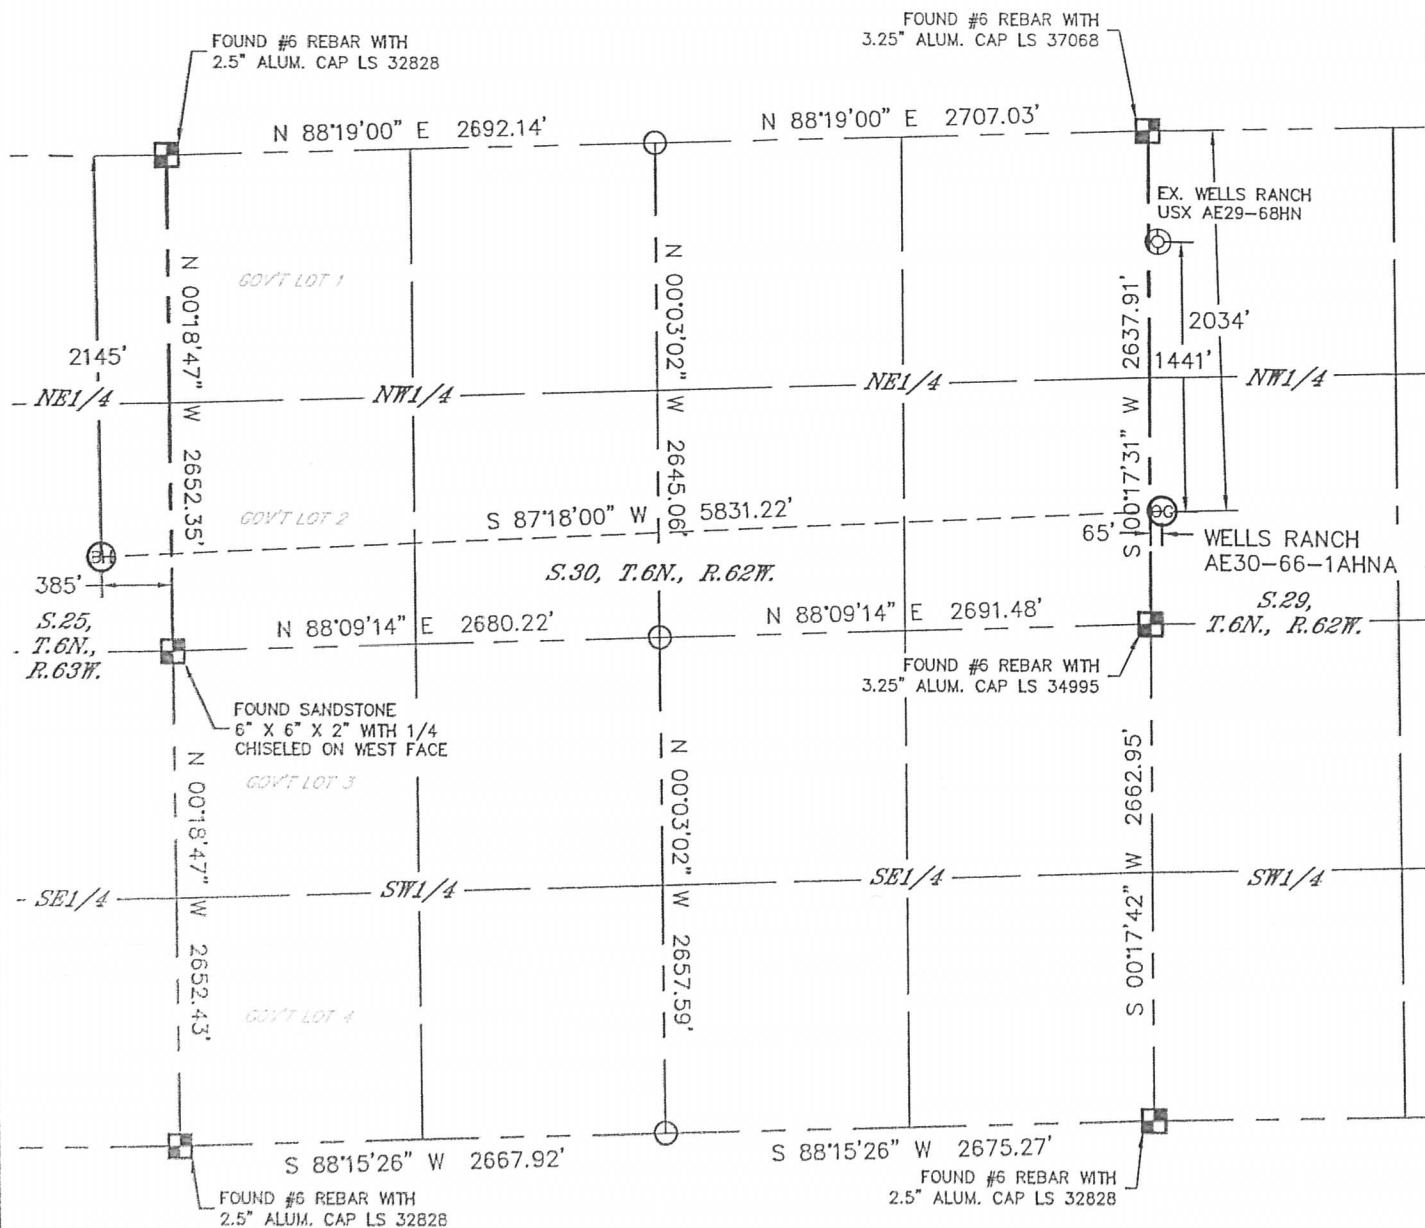 FOUND #6 REBAR WITH
2.5" ALUM. CAP LS 32828
FOUND #6 REBAR WITH
3.25" ALUM. CAP LS 37068
N 88°19'00" E 2692.14'
N 88°19'00" E 2707.03'
EX. WELLS RANCH
USX AE29-68HN
N 00°18'47" W 2652.35'
GOV'T LOT 1
N 00°03'02" W 2645.06'
S 00°17'31" W 2637.91'
2145'
2034'
1441'
NE1/4
NW1/4
NE1/4
NW1/4
GOV'T LOT 2
S 87°18'00" W 5831.22'
BH
OG
65'
WELLS RANCH
AE30-66-1AHNA
385'
S.30, T.6N., R.62W.
S.25,
T.6N.,
R.63W.
S.29,
T.6N., R.62W.
N 88°09'14" E 2680.22'
N 88°09'14" E 2691.48'
FOUND #6 REBAR WITH
3.25" ALUM. CAP LS 34995
FOUND SANDSTONE
6" X 6" X 2" WITH 1/4
CHISELED ON WEST FACE
N 00°18'47" W 2652.43'
GOV'T LOT 3
N 00°03'02" W 2657.59'
S 00°17'42" W 2662.95'
SE1/4
SW1/4
SE1/4
SW1/4
GOV'T LOT 4
S 88°15'26" W 2667.92'
S 88°15'26" W 2675.27'
FOUND #6 REBAR WITH
2.5" ALUM. CAP LS 32828
FOUND #6 REBAR WITH
2.5" ALUM. CAP LS 32828